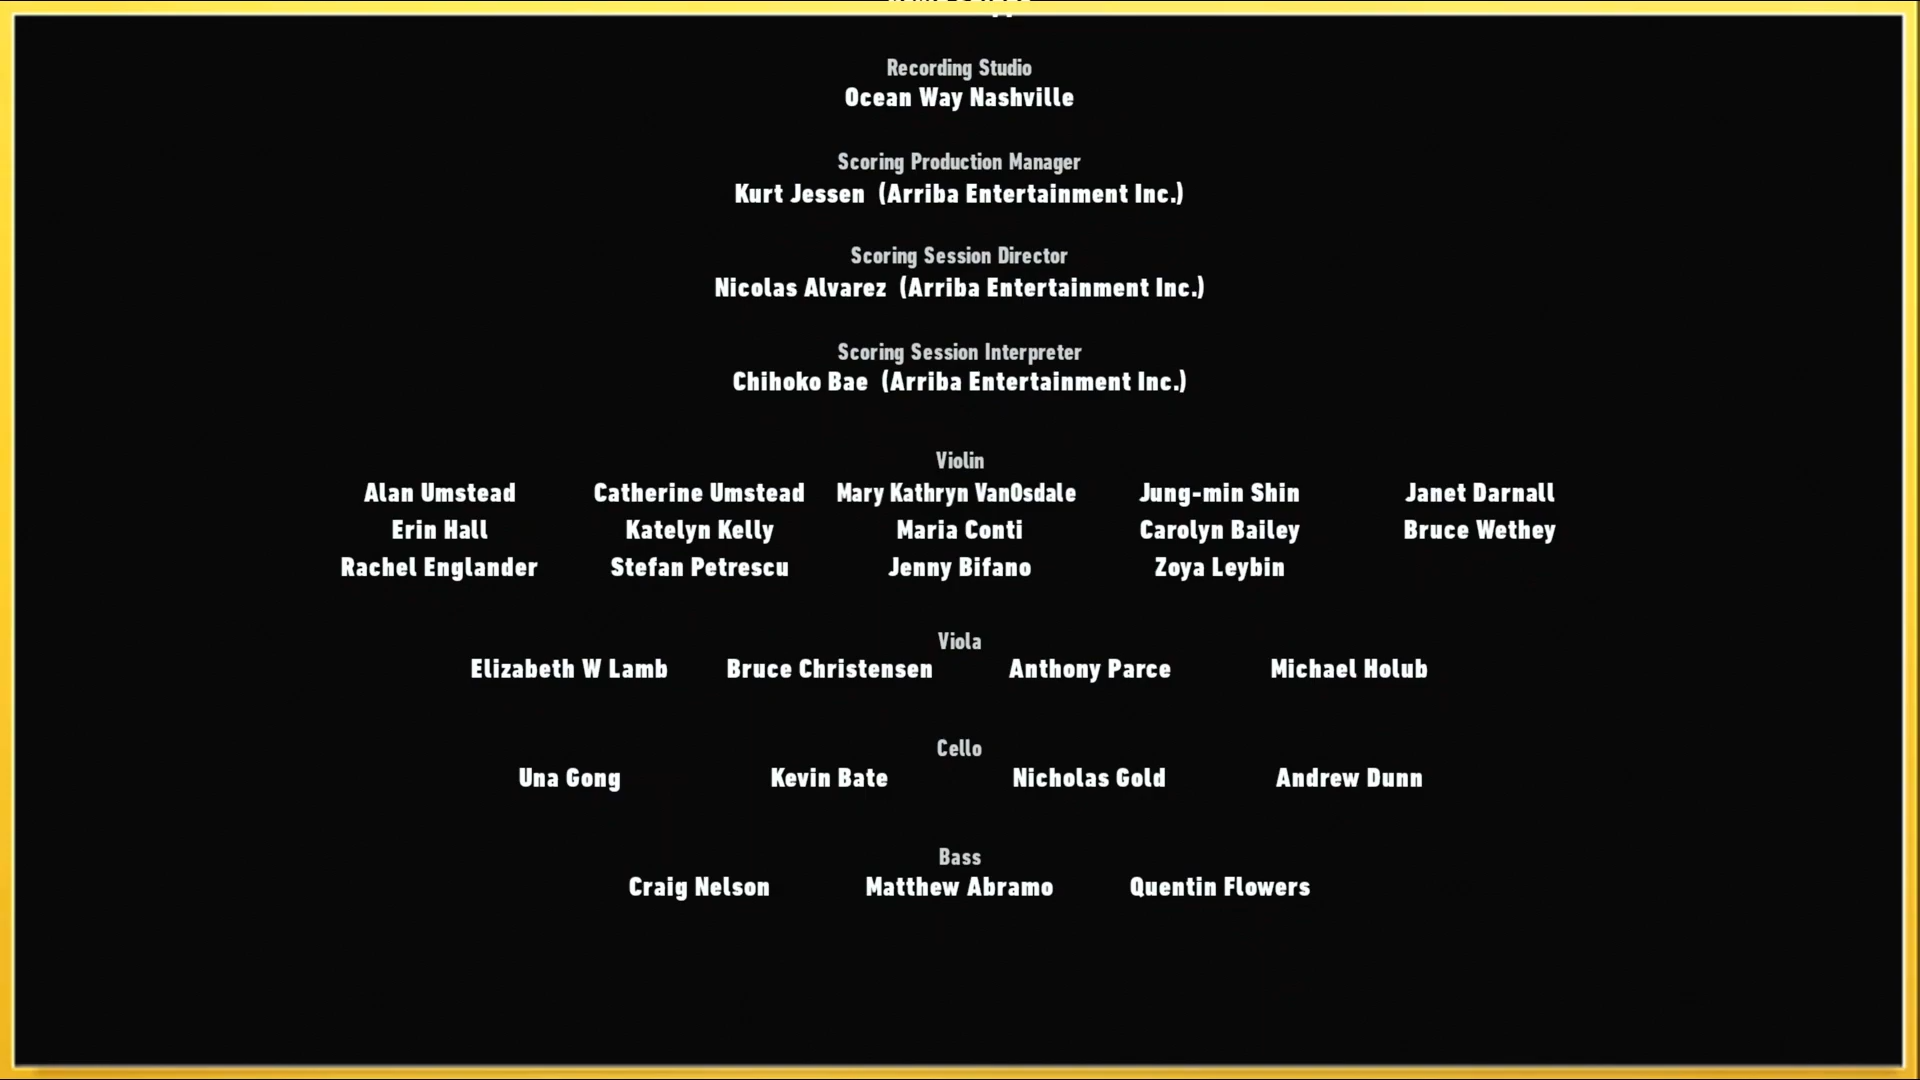 Recording Studio
Ocean Way Nashville
Scoring Production Manager
Kurt Jessen (Arriba Entertainment Inc.)
Scoring Session Director
Nicolas Alvarez (Arriba Entertainment Inc.)
Scoring Session Interpreter
Chihoko Bae (Arriba Entertainment Inc.)
Violin
Alan Umstead Catherine Umstead Mary Kathryn VanOsdale Jung-min Shin Janet Darnall
Erin Hall Katelyn Kelly Maria Conti Carolyn Bailey Bruce Wethey
Rachel Englander Stefan Petrescu Jenny Bifano Zoya Leybin
Viola
Elizabeth W Lamb Bruce Christensen Anthony Parce Michael Holub
Cello
Una Gong Kevin Bate Nicholas Gold Andrew Dunn
Bass
Craig Nelson Matthew Abramo Quentin Flowers